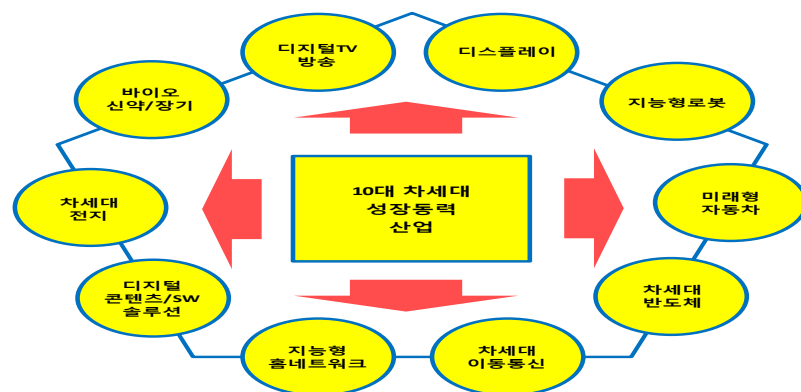 디지털TV
방송
디스플레이
바이오
신약/장기
지능형로봇
10대 차세대
성장동력
산업
차세대
전지
미래형
자동차
디지털
콘텐츠/SW
솔루션
차세대
반도체
지능형
홈네트워크
차세대
이동통신